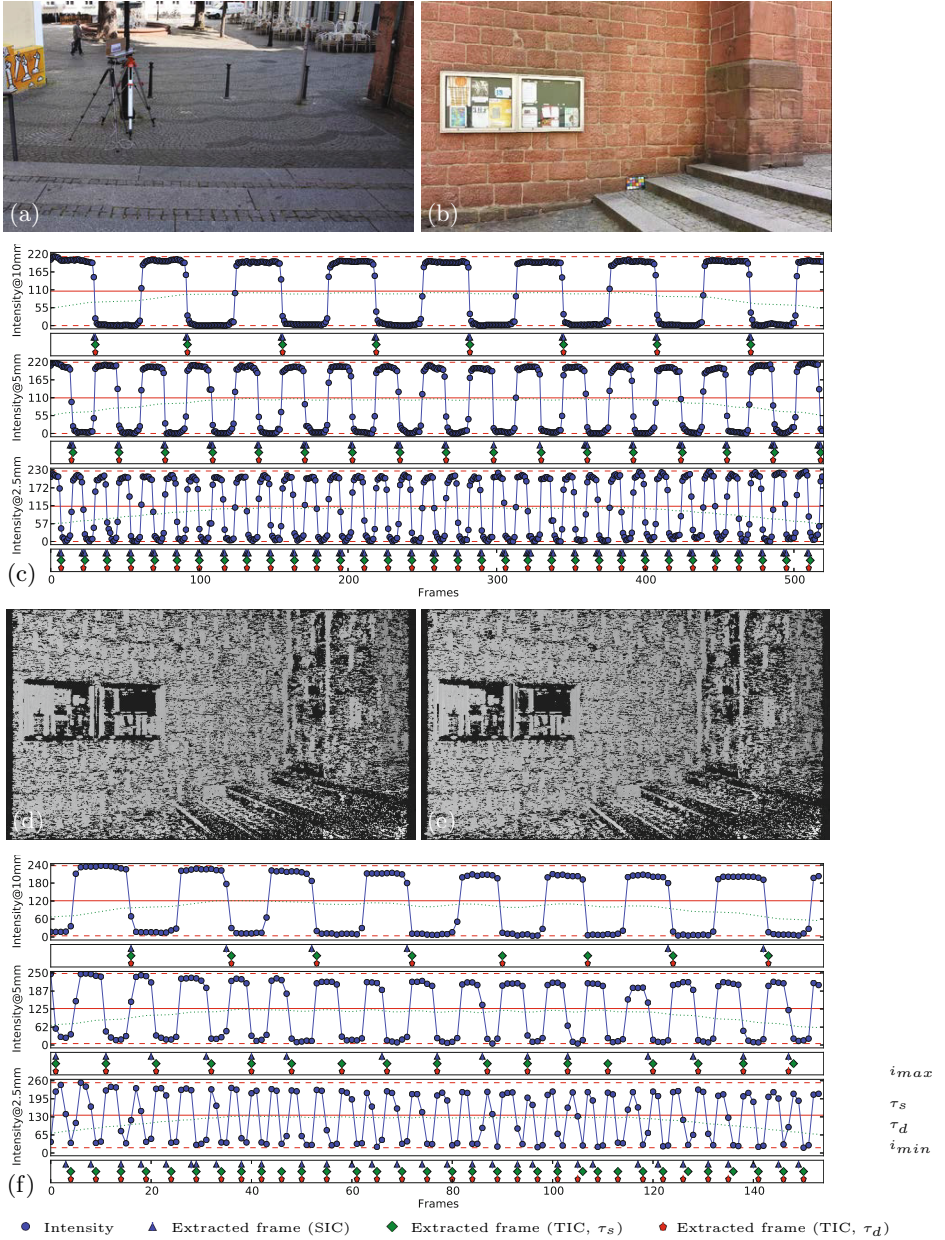 (a)
(b)
Intensity@10mm
220
165
110
55
0
Intensity@5mm
220
165
110
55
0
Intensity@2.5mm
230
172
115
57
0
(c)
0 100 200 300 400 500
Frames
(d)
(e)
Intensity@10mm
240
180
120
60
0
Intensity@5mm
250
187
125
62
0
Intensity@2.5mm
260
195
130
65
0
i_max
τ_s
τ_d
i_min
(f)
0 20 40 60 80 100 120 140
Frames
Intensity
Extracted frame (SIC)
Extracted frame (TIC, τ_s)
Extracted frame (TIC, τ_d)